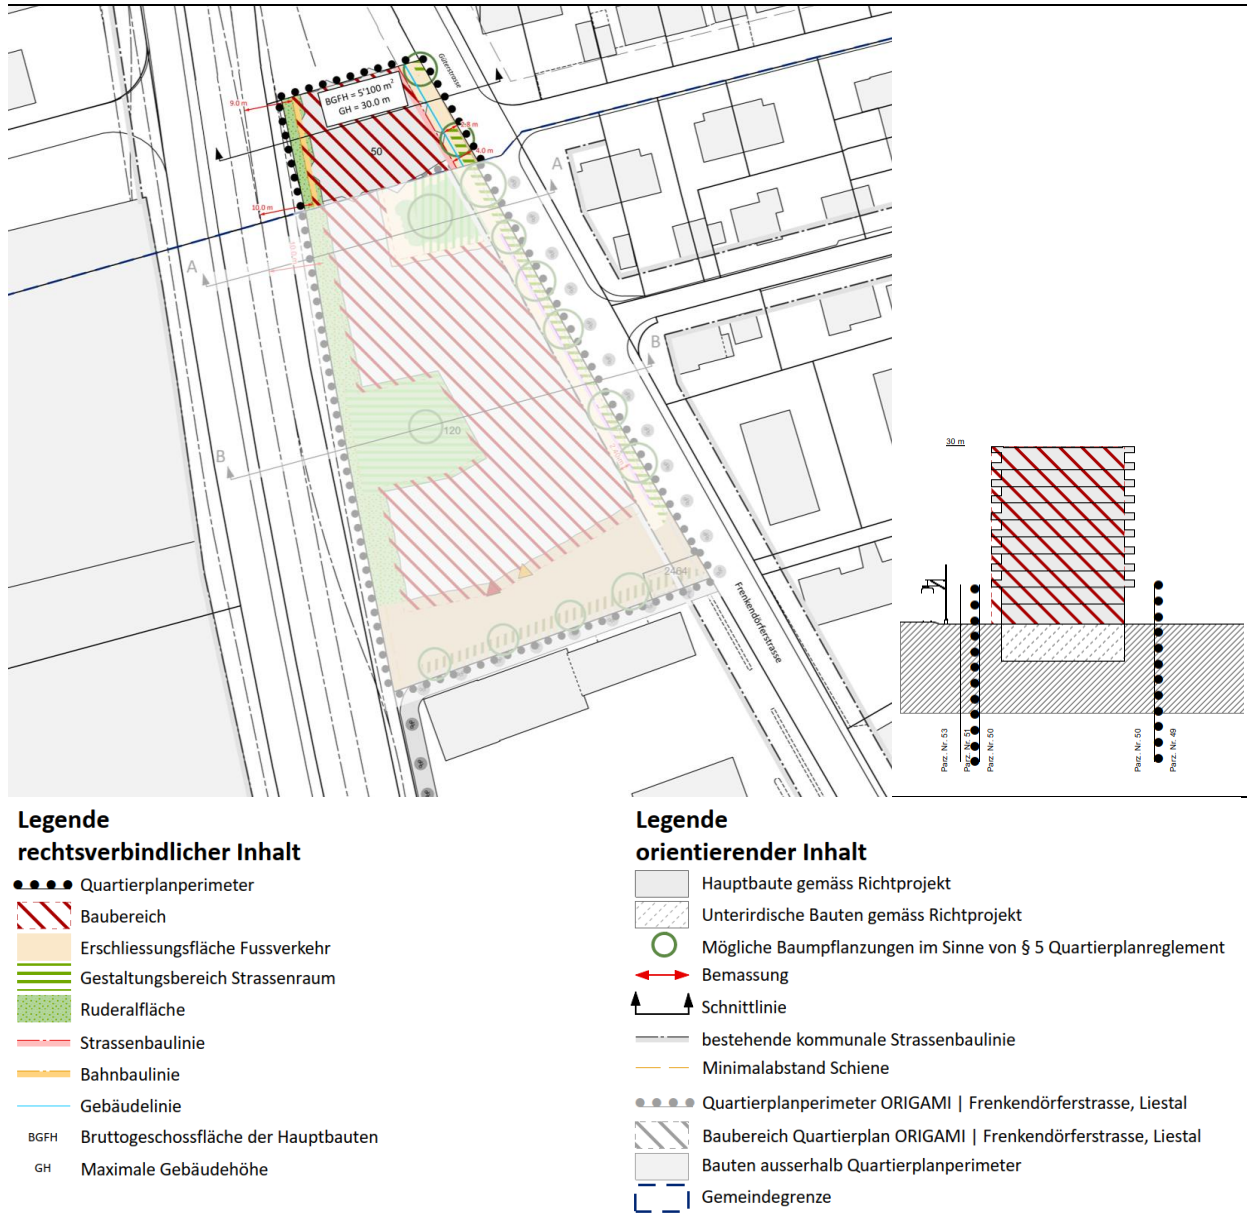 Güterstrasse
9.0 m
BGFH = 5'100 m²
GH = 30.0 m
4.0 m
50
A
10.0 m
A
B
120
B
2464
Frenkendörferstrasse
30 m
Parz. Nr. 53
Parz. Nr. 51
Parz. Nr. 50
Parz. Nr. 50
Parz. Nr. 49
Legende
rechtsverbindlicher Inhalt
Quartierplanperimeter
Baubereich
Erschliessungsfläche Fussverkehr
Gestaltungsbereich Strassenraum
Ruderalfläche
Strassenbaulinie
Bahnbaulinie
Gebäudelinie
BGFH Bruttogeschossfläche der Hauptbauten
GH Maximale Gebäudehöhe
Legende
orientierender Inhalt
Hauptbaute gemäss Richtprojekt
Unterirdische Bauten gemäss Richtprojekt
Mögliche Baumpflanzungen im Sinne von § 5 Quartierplanreglement
Bemassung
Schnittlinie
bestehende kommunale Strassenbaulinie
Minimalabstand Schiene
Quartierplanperimeter ORIGAMI | Frenkendörferstrasse, Liestal
Baubereich Quartierplan ORIGAMI | Frenkendörferstrasse, Liestal
Bauten ausserhalb Quartierplanperimeter
Gemeindegrenze